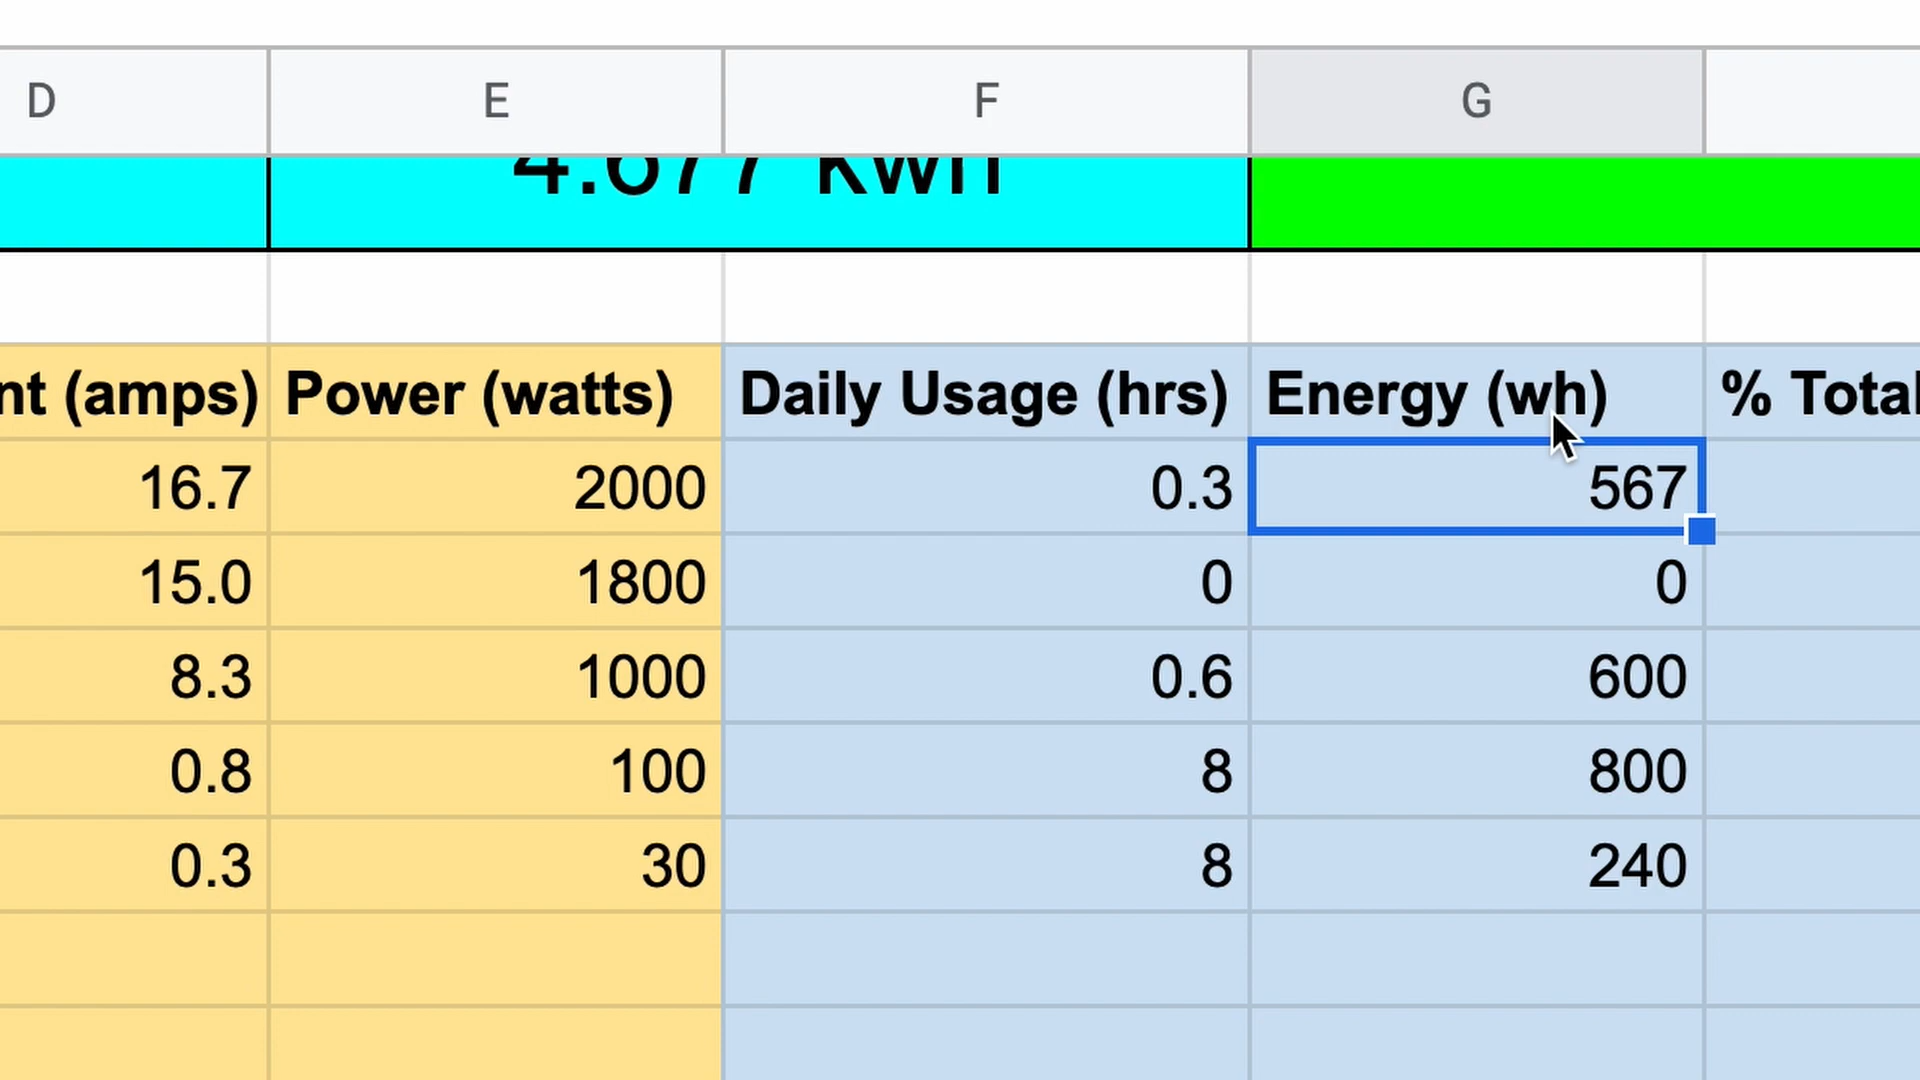 D E F G
4.677 kwh
nt (amps) Power (watts) Daily Usage (hrs) Energy (wh) % Total
16.7 2000 0.3 567
15.0 1800 0 0
8.3 1000 0.6 600
0.8 100 8 800
0.3 30 8 240